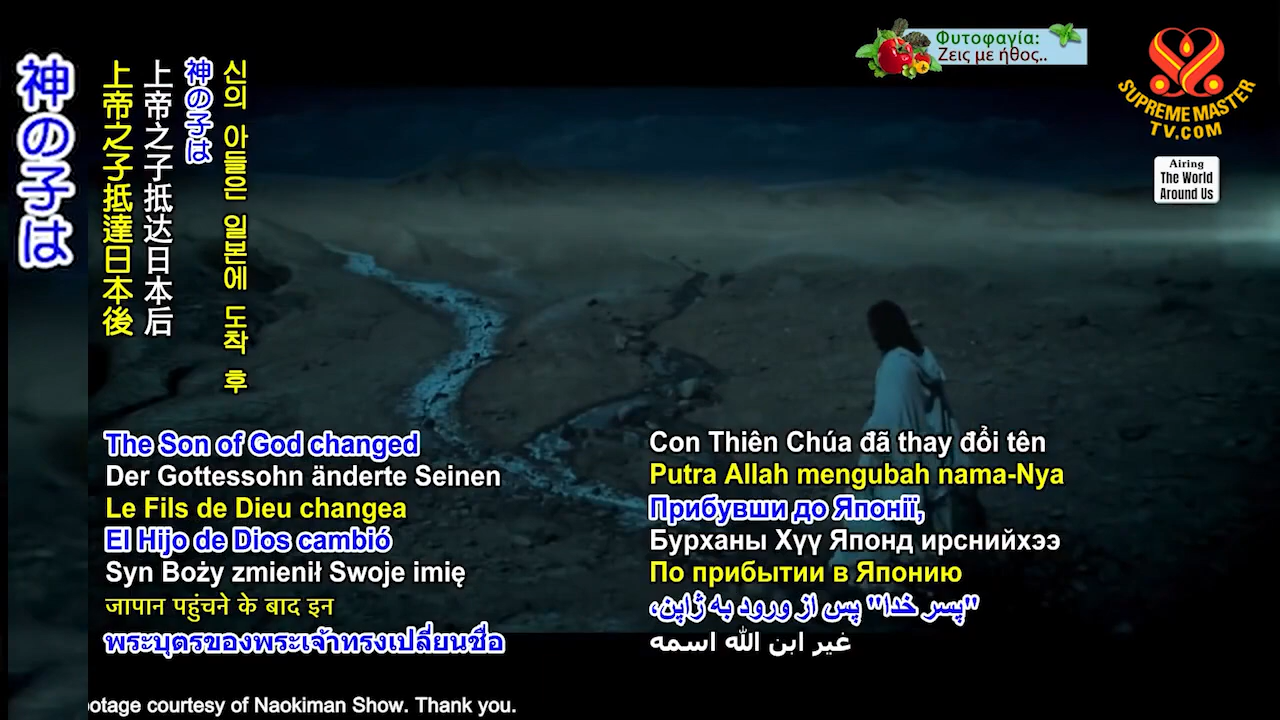 神の子は
上帝之子抵達日本後
上帝之子抵达日本后
神の子は
신의 아들은 일본에 도착 후
Φυτοφαγία:
Ζεις με ήθος..
SUPREME MASTER
TV.COM
Airing
The World
Around Us
The Son of God changed
Der Gottessohn änderte Seinen
Le Fils de Dieu changea
El Hijo de Dios cambió
Syn Boży zmienił Swoje imię
जापान पहुंचने के बाद इन
พระบุตรของพระเจ้าทรงเปลี่ยนชื่อ
Con Thiên Chúa đã thay đổi tên
Putra Allah mengubah nama-Nya
Прибувши до Японії,
Бурханы Хүү Японд ирснийхээ
По прибытии в Японию
"پسر خدا" پس از ورود به ژاپن،
غير ابن الله اسمه
ootage courtesy of Naokiman Show. Thank you.